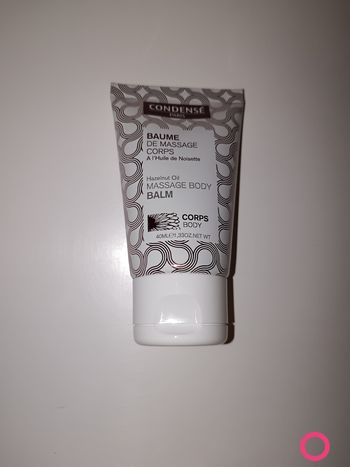 CONDENSÉ
PARIS
BAUME
DE MASSAGE
CORPS
A l'Huile de Noisette
Hazelnut Oil
MASSAGE BODY
BALM
CORPS
BODY
40ML℮1,33OZ.NET WT